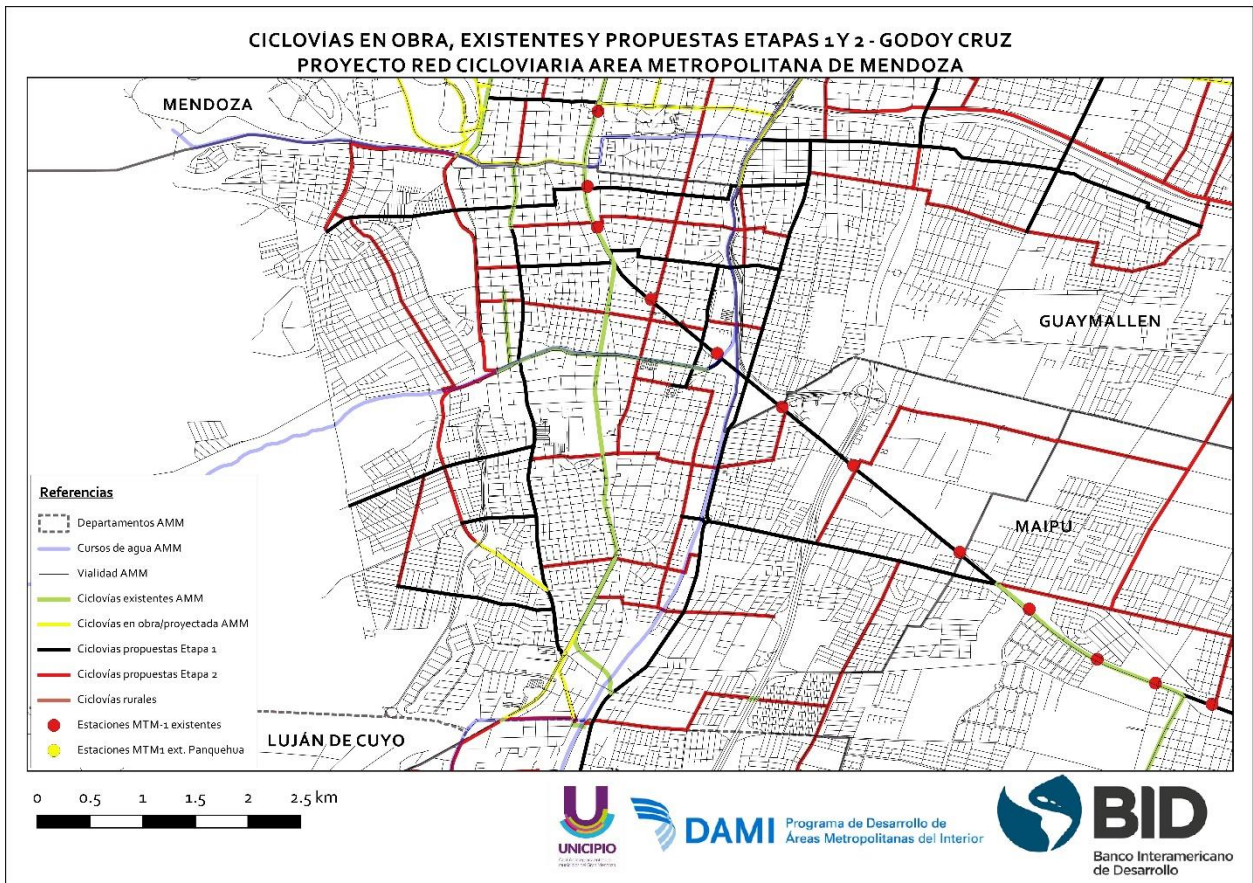 CICLOVÍAS EN OBRA, EXISTENTES Y PROPUESTAS ETAPAS 1 Y 2 - GODOY CRUZ
PROYECTO RED CICLOVIARIA AREA METROPOLITANA DE MENDOZA
MENDOZA
GUAYMALLEN
MAIPU
LUJÁN DE CUYO
Referencias
Departamentos AMM
Cursos de agua AMM
Vialidad AMM
Ciclovías existentes AMM
Ciclovías en obra/proyectada AMM
Ciclovias propuestas Etapa 1
Ciclovías propuestas Etapa 2
Ciclovías rurales
Estaciones MTM-1 existentes
Estaciones MTM1 ext. Panquehua
0 0.5 1 1.5 2 2.5 km
UNICIPIO
DAMI
Programa de Desarrollo de
Áreas Metropolitanas del Interior
BID
Banco Interamericano
de Desarrollo